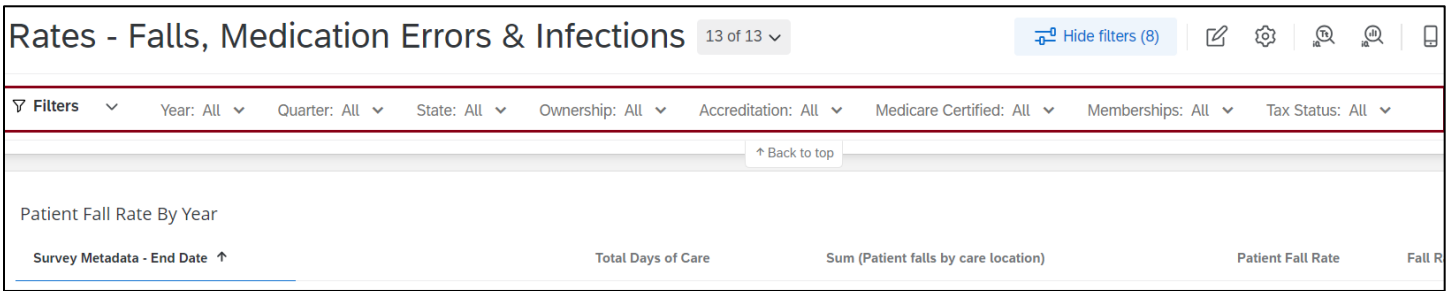 Rates - Falls, Medication Errors & Infections 13 of 13 Hide filters (8)
Filters Year: All Quarter: All State: All Ownership: All Accreditation: All Medicare Certified: All Memberships: All Tax Status: All
↑ Back to top
Patient Fall Rate By Year
Survey Metadata - End Date ↑ Total Days of Care Sum (Patient falls by care location) Patient Fall Rate Fall R